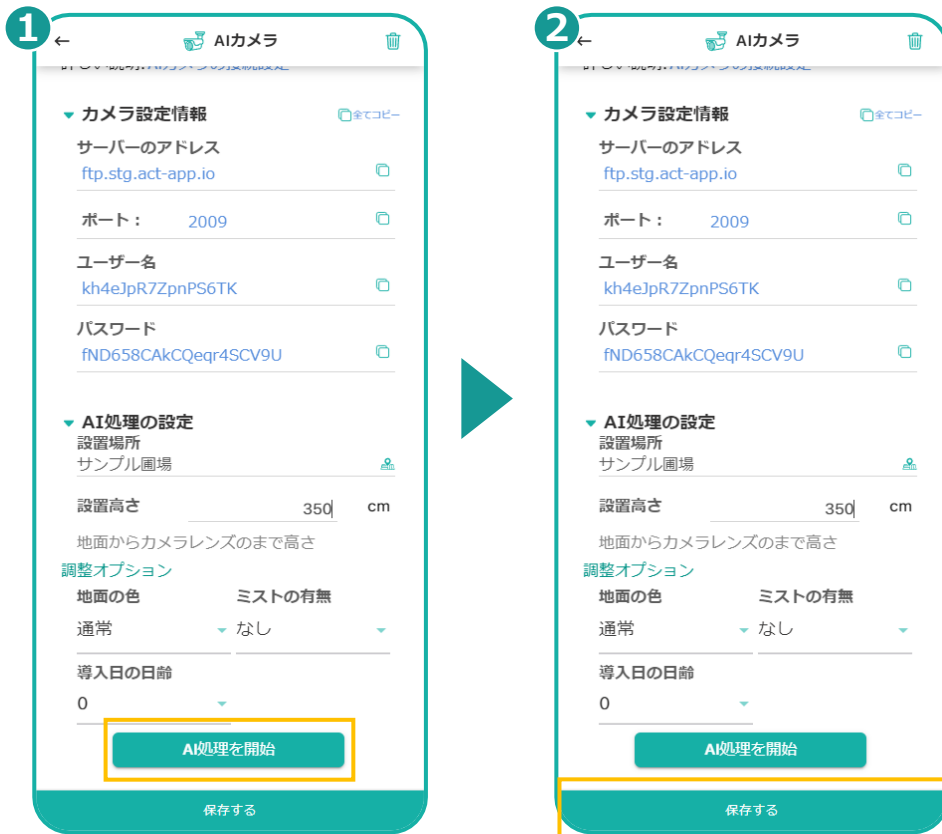 1
← AIカメラ
▼ カメラ設定情報 全てコピー
サーバーのアドレス
ftp.stg.act-app.io
ポート： 2009
ユーザー名
kh4eJpR7ZpnPS6TK
パスワード
fND658CAkCQeqr4SCV9U
▼ AI処理の設定
設置場所
サンプル圃場
設置高さ 350 cm
地面からカメラレンズのまで高さ
調整オプション
地面の色 ミストの有無
通常 なし
導入日の日齢
0
AI処理を開始
保存する
2
← AIカメラ
▼ カメラ設定情報 全てコピー
サーバーのアドレス
ftp.stg.act-app.io
ポート： 2009
ユーザー名
kh4eJpR7ZpnPS6TK
パスワード
fND658CAkCQeqr4SCV9U
▼ AI処理の設定
設置場所
サンプル圃場
設置高さ 350 cm
地面からカメラレンズのまで高さ
調整オプション
地面の色 ミストの有無
通常 なし
導入日の日齢
0
AI処理を開始
保存する